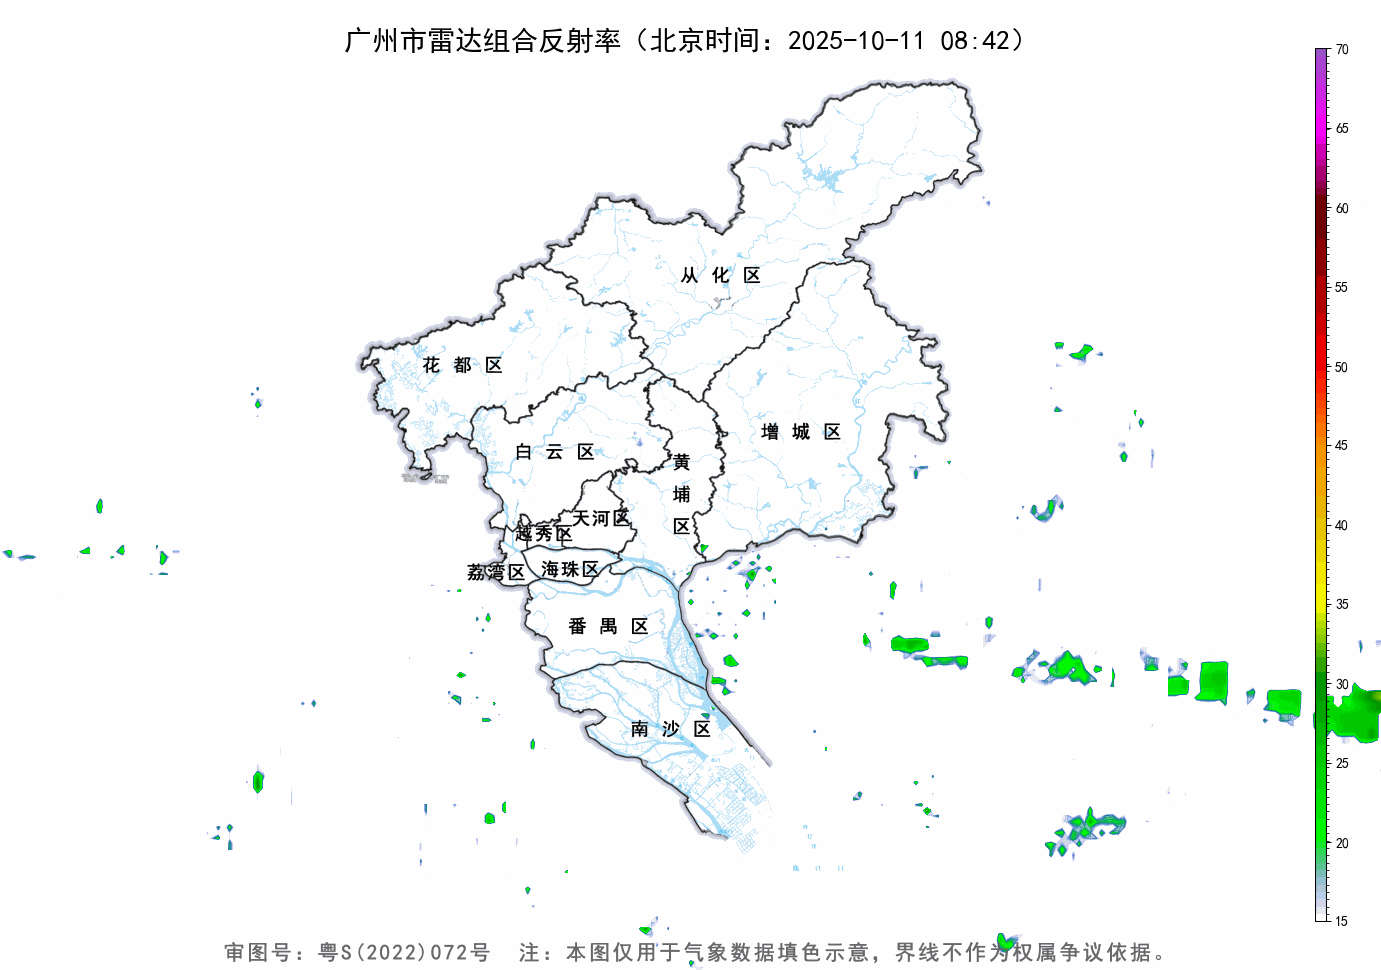 广州市雷达组合反射率（北京时间：2025-10-11 08:42）
70
65
60
55
50
45
40
35
30
25
20
15
从化区
花都区
增城区
白云区
黄埔区
天河区
越秀区
荔湾区
海珠区
番禺区
南沙区
审图号：粤S(2022)072号 注：本图仅用于气象数据填色示意，界线不作为权属争议依据。